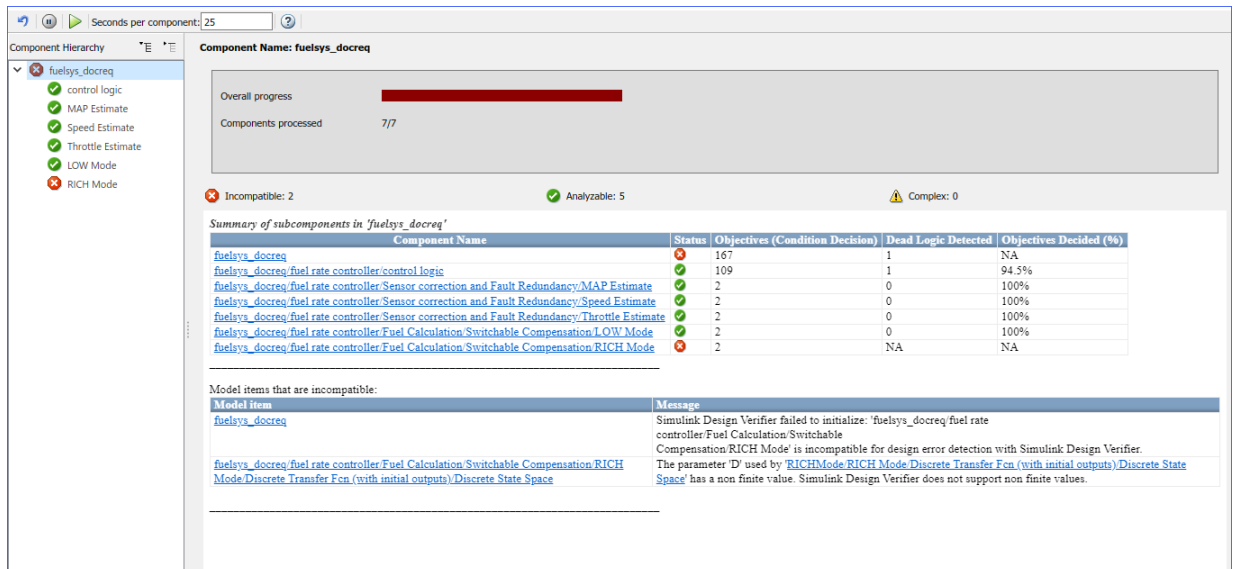 Seconds per component: 25
Component Hierarchy
Component Name: fuelsys_docreq
fuelsys_docreq
control logic
MAP Estimate
Speed Estimate
Throttle Estimate
LOW Mode
RICH Mode
Overall progress
Components processed 7/7
Incompatible: 2 Analyzable: 5 Complex: 0
Summary of subcomponents in 'fuelsys_docreq'
Component Name Status Objectives (Condition Decision) Dead Logic Detected Objectives Decided (%)
fuelsys_docreq 167 1 NA
fuelsys_docreq/fuel rate controller/control logic 109 1 94.5%
fuelsys_docreq/fuel rate controller/Sensor correction and Fault Redundancy/MAP Estimate 2 0 100%
fuelsys_docreq/fuel rate controller/Sensor correction and Fault Redundancy/Speed Estimate 2 0 100%
fuelsys_docreq/fuel rate controller/Sensor correction and Fault Redundancy/Throttle Estimate 2 0 100%
fuelsys_docreq/fuel rate controller/Fuel Calculation/Switchable Compensation/LOW Mode 2 0 100%
fuelsys_docreq/fuel rate controller/Fuel Calculation/Switchable Compensation/RICH Mode 2 NA NA
Model items that are incompatible:
Model item Message
fuelsys_docreq
Simulink Design Verifier failed to initialize: 'fuelsys_docreq/fuel rate
controller/Fuel Calculation/Switchable
Compensation/RICH Mode' is incompatible for design error detection with Simulink Design Verifier.
fuelsys_docreq/fuel rate controller/Fuel Calculation/Switchable Compensation/RICH
Mode/Discrete Transfer Fcn (with initial outputs)/Discrete State Space
The parameter 'D' used by 'RICHMode/RICH Mode/Discrete Transfer Fcn (with initial outputs)/Discrete State
Space' has a non finite value. Simulink Design Verifier does not support non finite values.